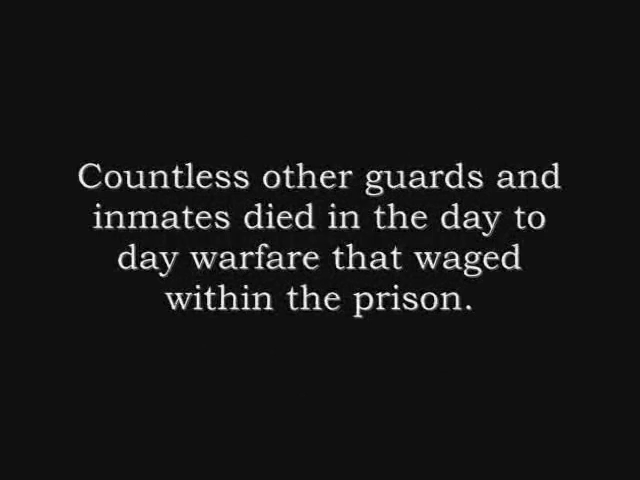 Countless other guards and
inmates died in the day to
day warfare that waged
within the prison.